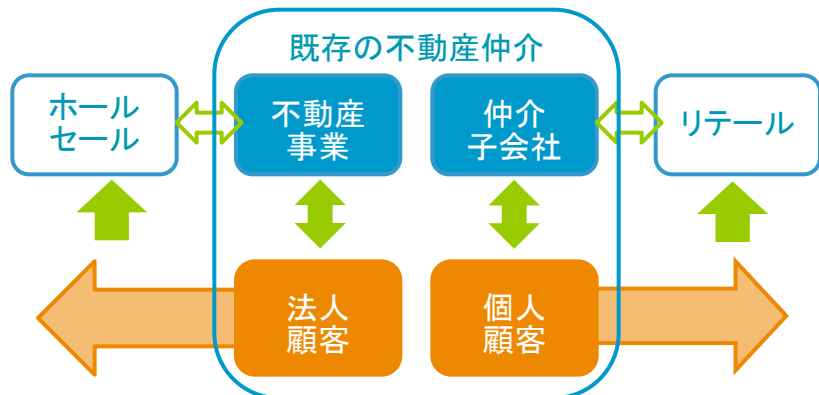 既存の不動産仲介
ホール
セール
不動産
事業
仲介
子会社
リテール
法人
顧客
個人
顧客